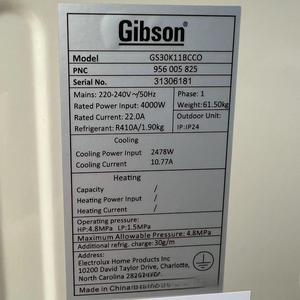 Gibson®
Model GS30K11BCCO
PNC 956 005 825
Serial No. 31306181
Mains: 220-240V~/50Hz Phase: 1
Rated Power Input: 4000W Weight:61.50kg
Rated Current: 22.0A Outdoor Unit:
Refrigerant: R410A/1.90kg IP:IP24
Cooling
Cooling Power Input 2478W
Cooling Current 10.77A
Heating
Capacity /
Heating Power Input /
Heating Current /
Operating pressure:
HP:4.8MPa LP:1.5MPa
Maximum Allowable Pressure: 4.8MPa
Additional refrig. charge: 30g/m
Address:
Electrolux Home Products Inc
10200 David Taylor Drive, Charlotte,
North Carolina
Made in China